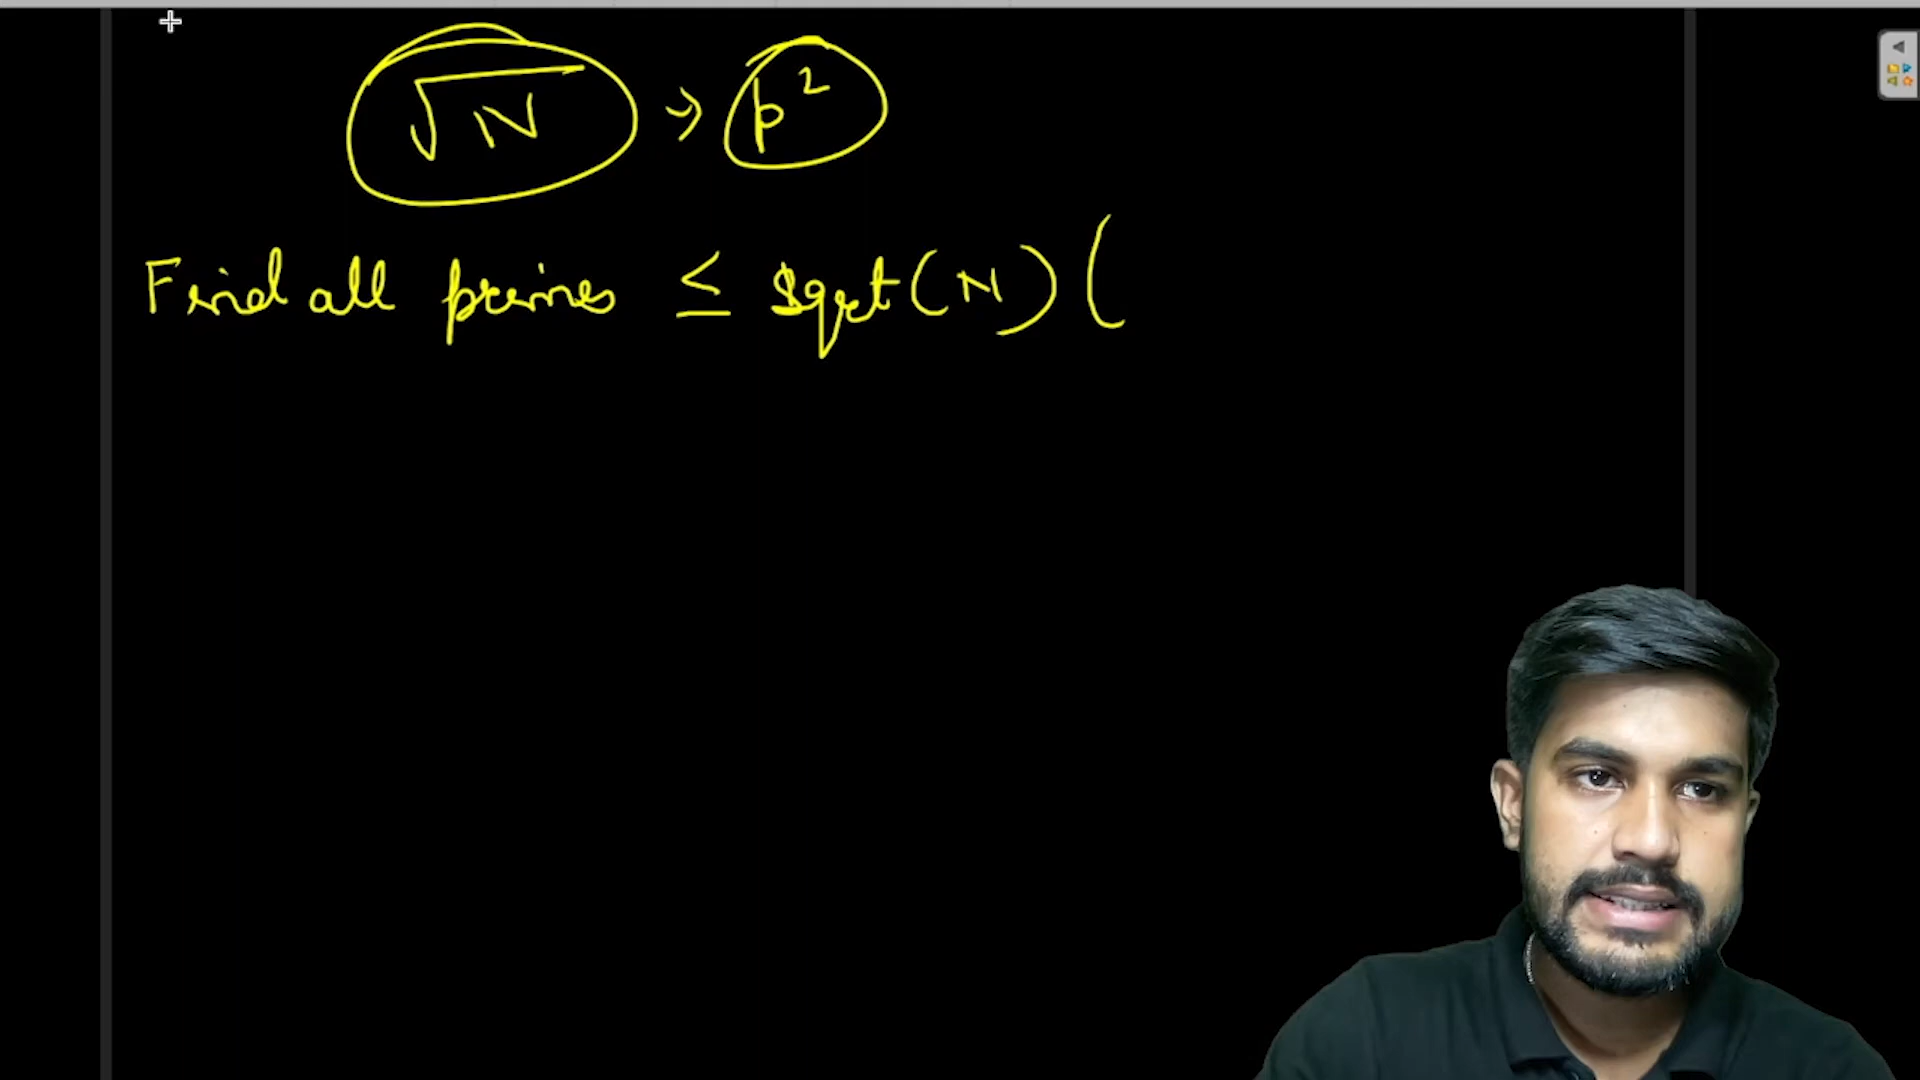 √N → p²
Find all primes ≤ sqrt(N) (